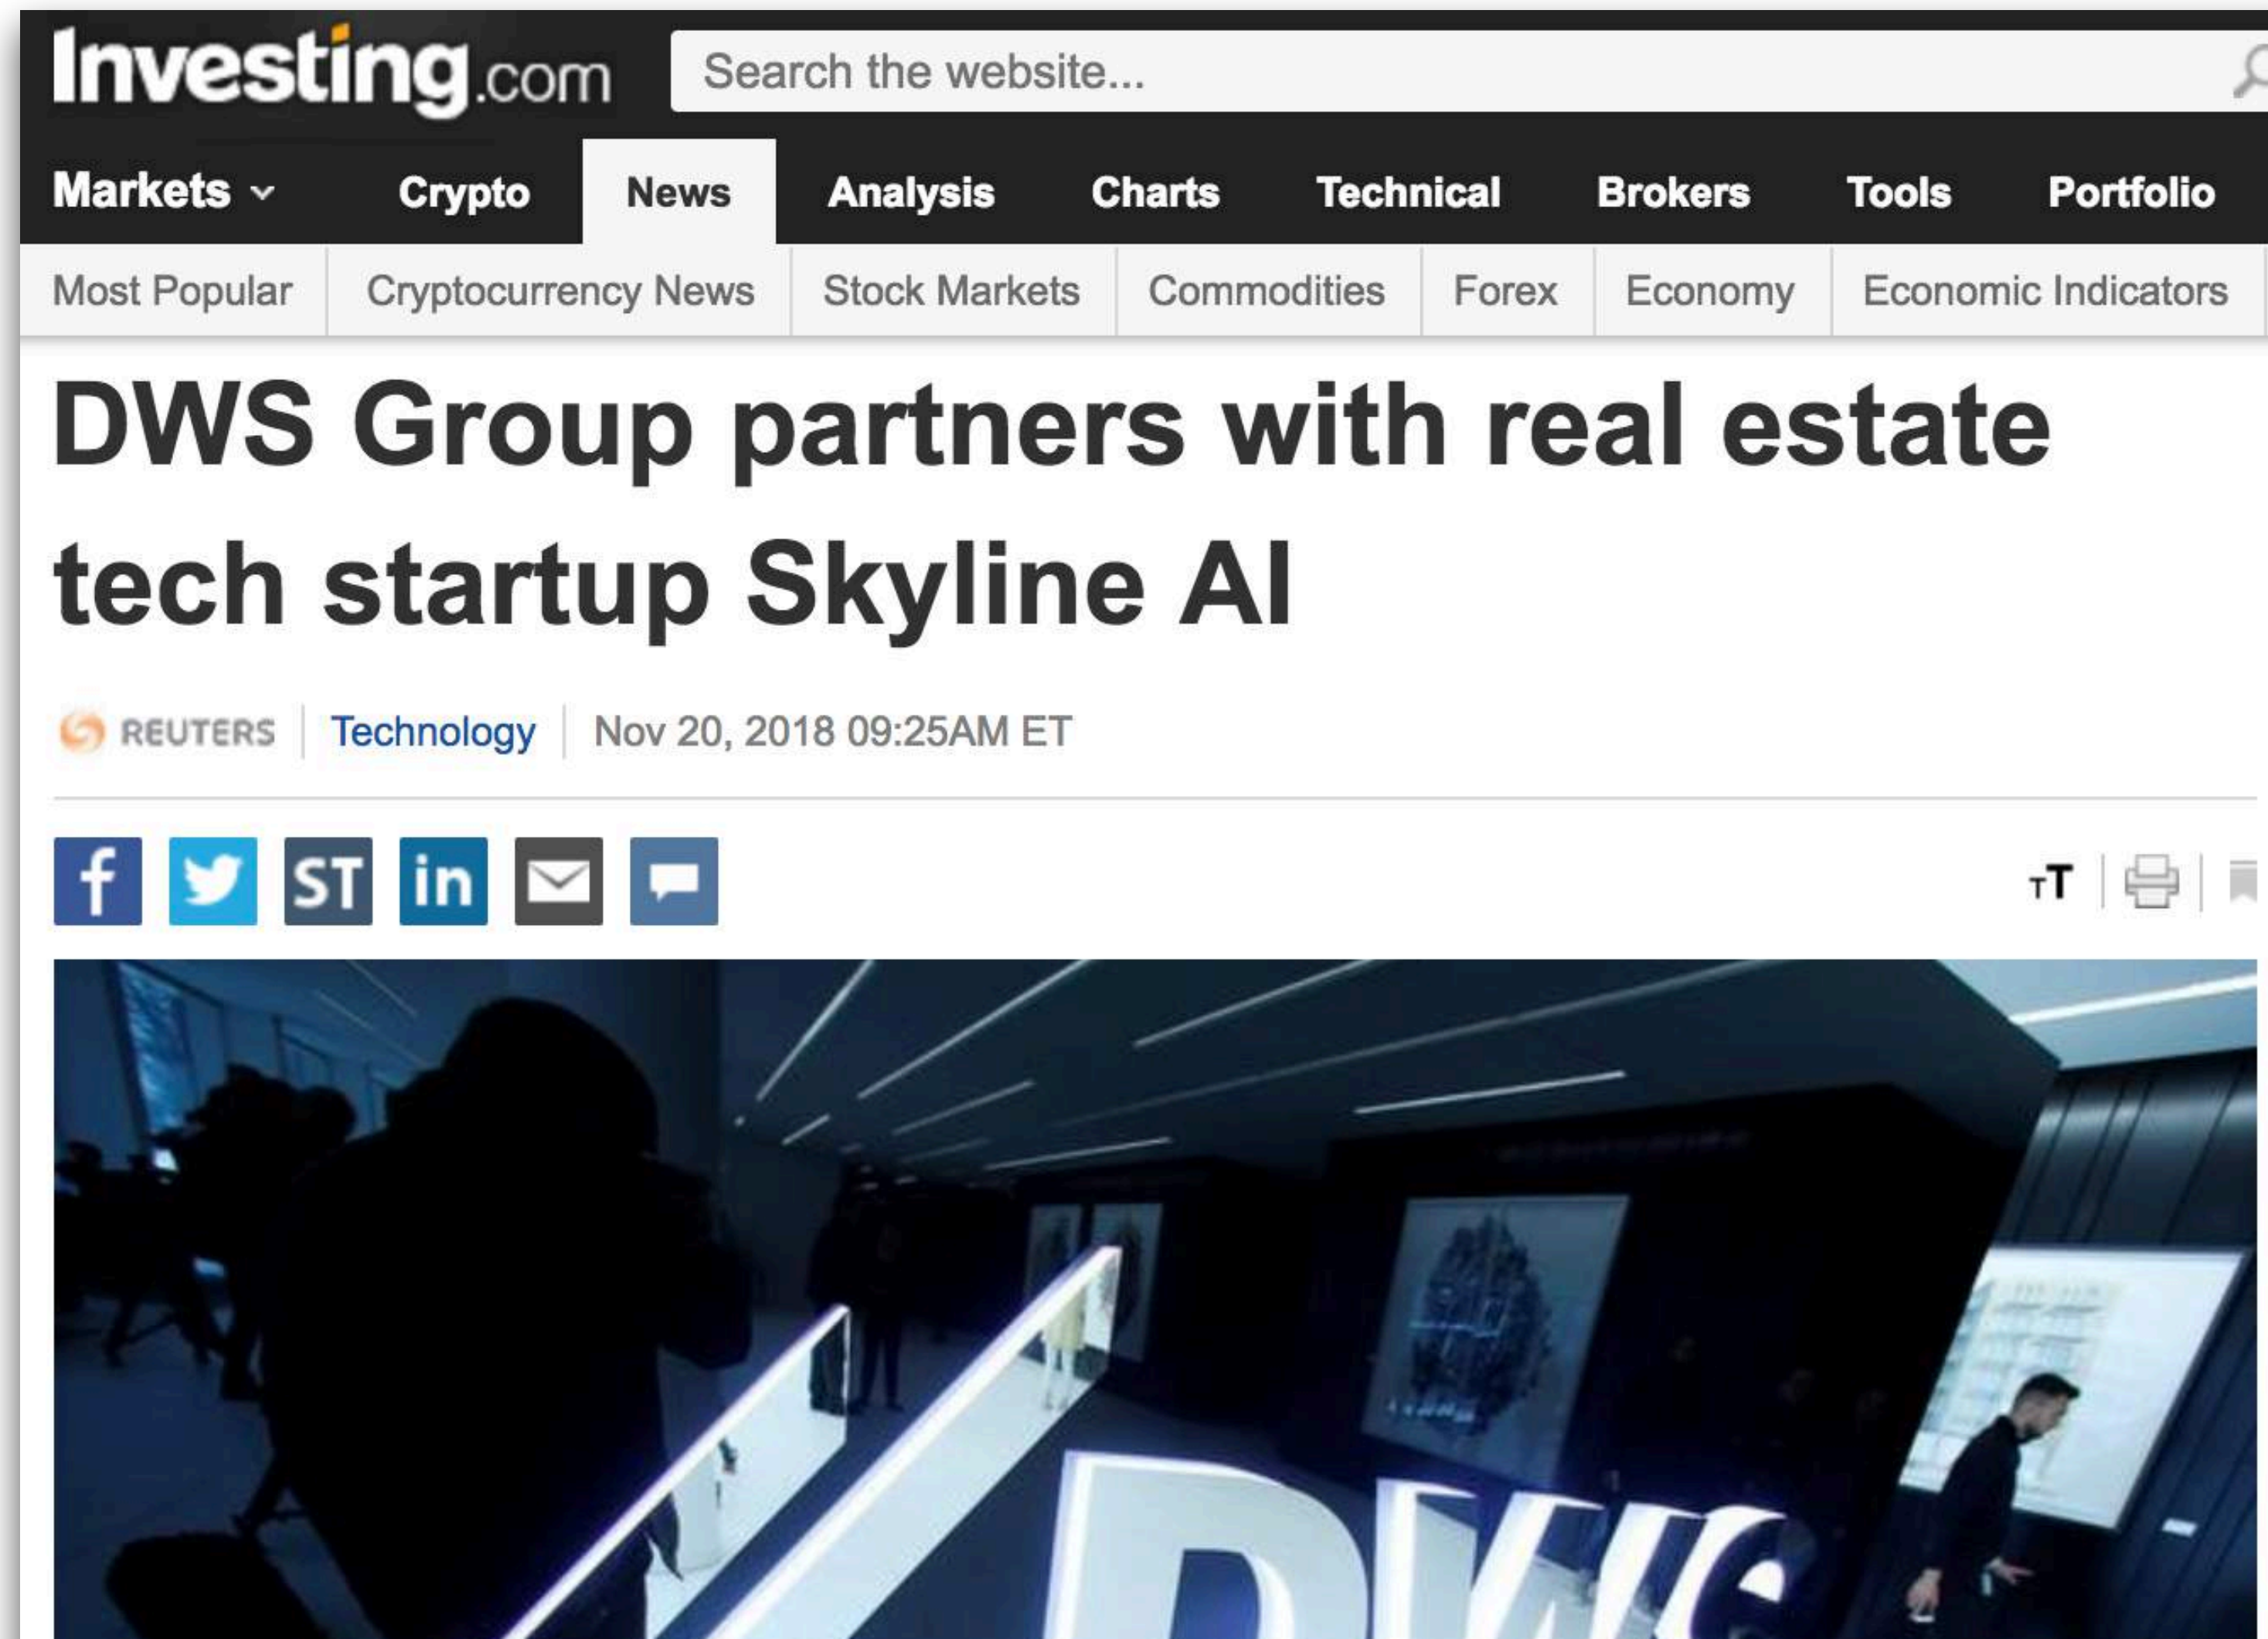 Investing.com Search the website...
Markets Crypto News Analysis Charts Technical Brokers Tools Portfolio
Most Popular Cryptocurrency News Stock Markets Commodities Forex Economy Economic Indicators
DWS Group partners with real estate
tech startup Skyline AI
REUTERS Technology Nov 20, 2018 09:25AM ET
f ST in TT
DWS